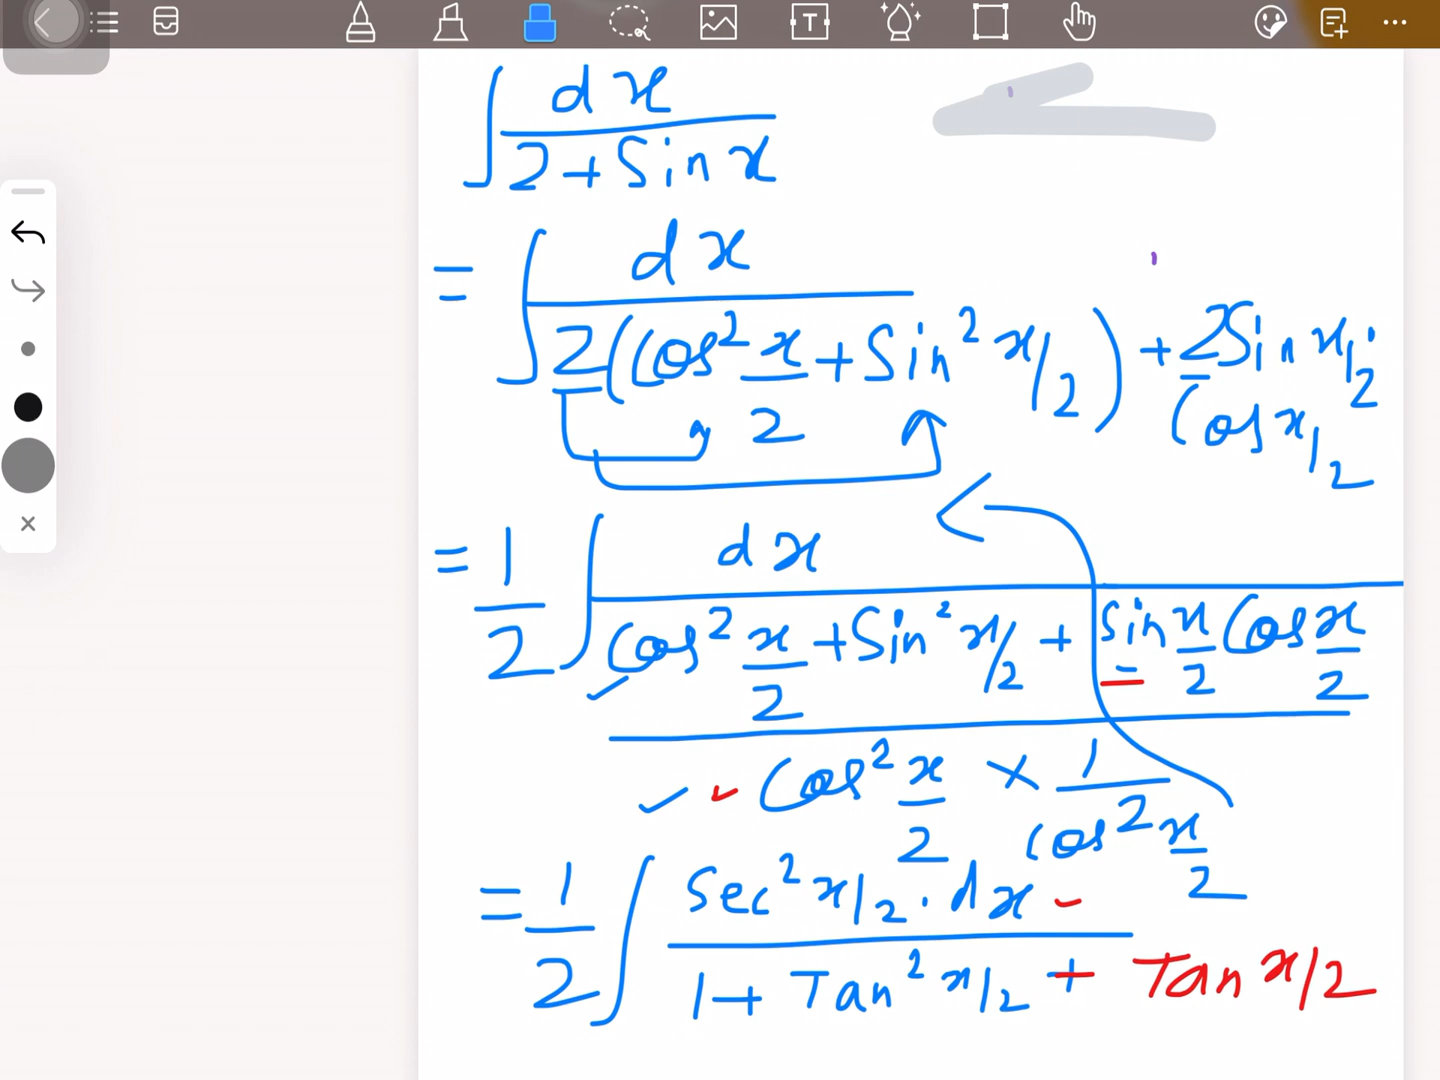 ∫ dx / (2 + Sin x)
= ∫ dx / (2 (Cos² x/2 + Sin² x/2) + 2 Sin x/2 Cos x/2)
= 1/2 ∫ dx / (Cos² x/2 + Sin² x/2 + Sin x/2 Cos x/2)
Cos² x/2 × 1 / Cos² x/2
= 1/2 ∫ Sec² x/2 . dx / (1 + Tan² x/2 + Tan x/2)